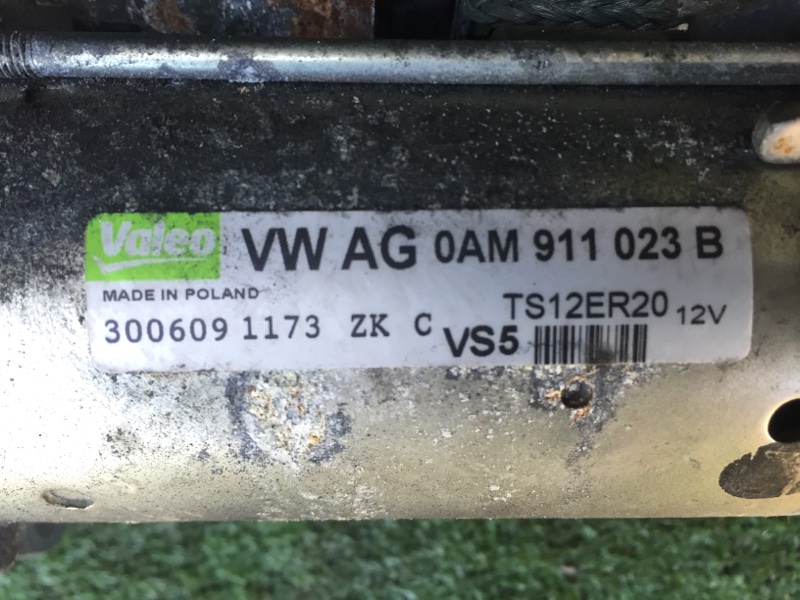 Valeo VW AG 0AM 911 023 B
MADE IN POLAND
TS12ER20 12V
300609 1173 ZK C VS5